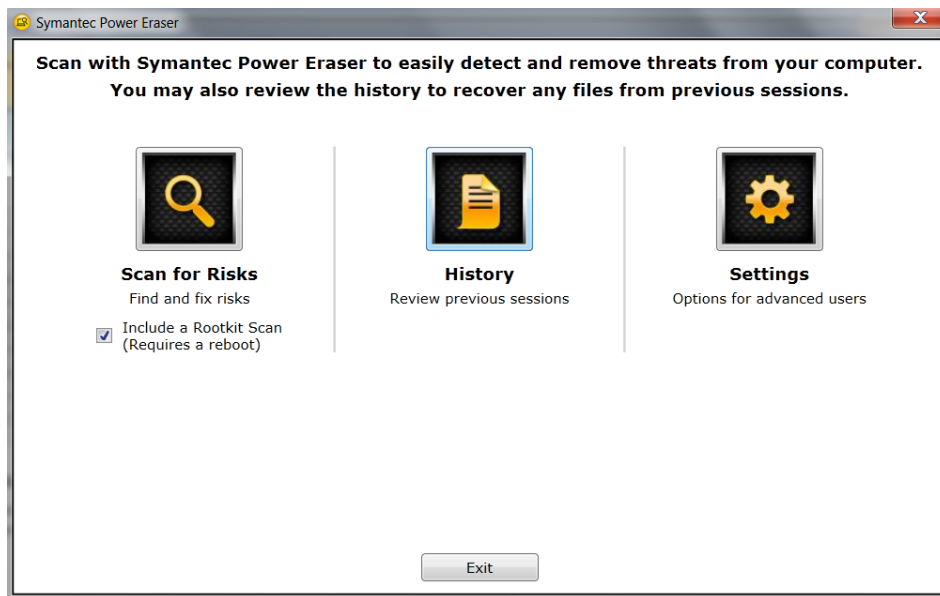 Symantec Power Eraser
Scan with Symantec Power Eraser to easily detect and remove threats from your computer.
You may also review the history to recover any files from previous sessions.
Scan for Risks
Find and fix risks
Include a Rootkit Scan
(Requires a reboot)
History
Review previous sessions
Settings
Options for advanced users
Exit